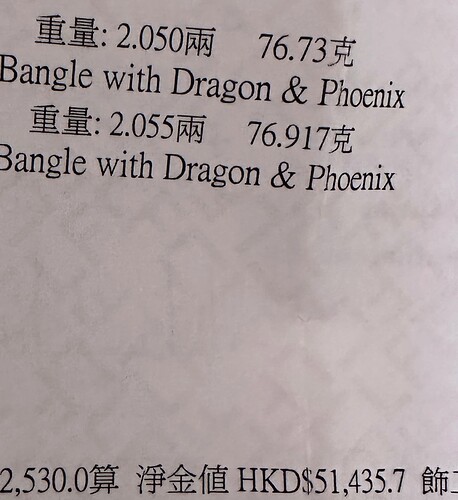 重量: 2.050兩 76.73克
Bangle with Dragon & Phoenix
重量: 2.055兩 76.917克
Bangle with Dragon & Phoenix
2,530.0算 淨金值 HKD$51,435.7 飾